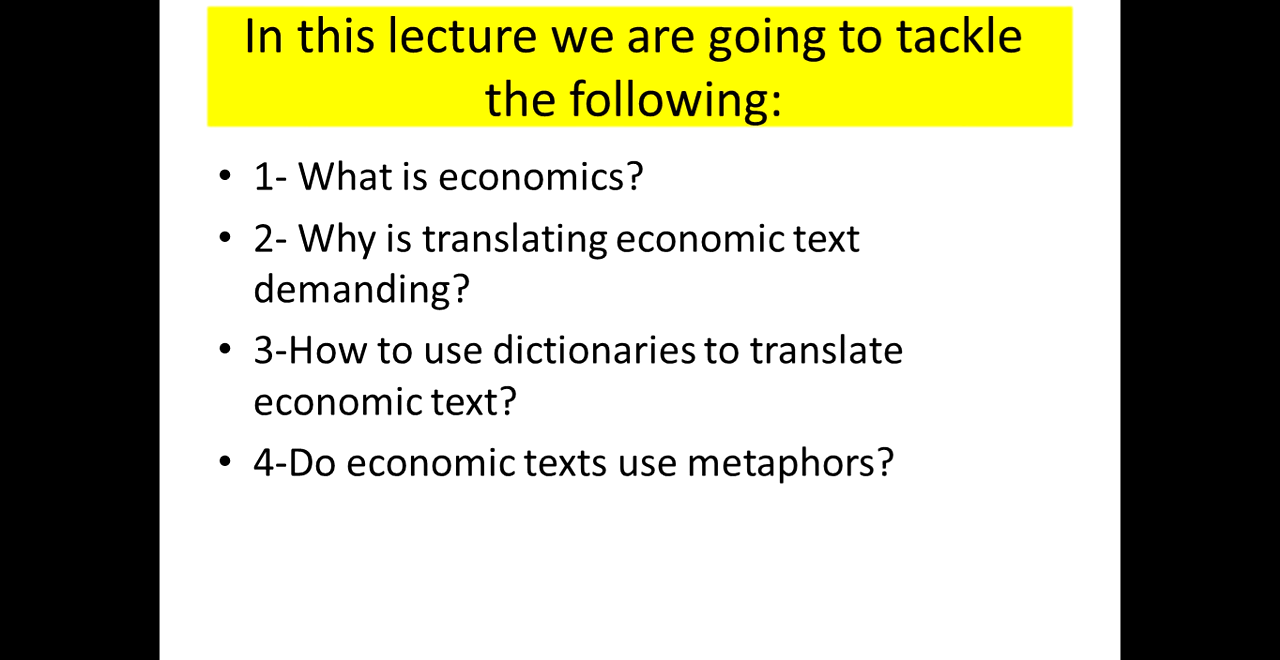 In this lecture we are going to tackle
the following:
• 1- What is economics?
• 2- Why is translating economic text
demanding?
• 3-How to use dictionaries to translate
economic text?
• 4-Do economic texts use metaphors?